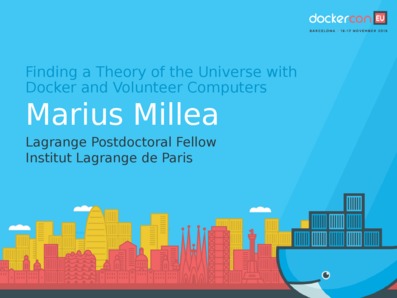 dockercon EU
BARCELONA · 16-17 NOVEMBER 2015
Finding a Theory of the Universe with
Docker and Volunteer Computers
Marius Millea
Lagrange Postdoctoral Fellow
Institut Lagrange de Paris